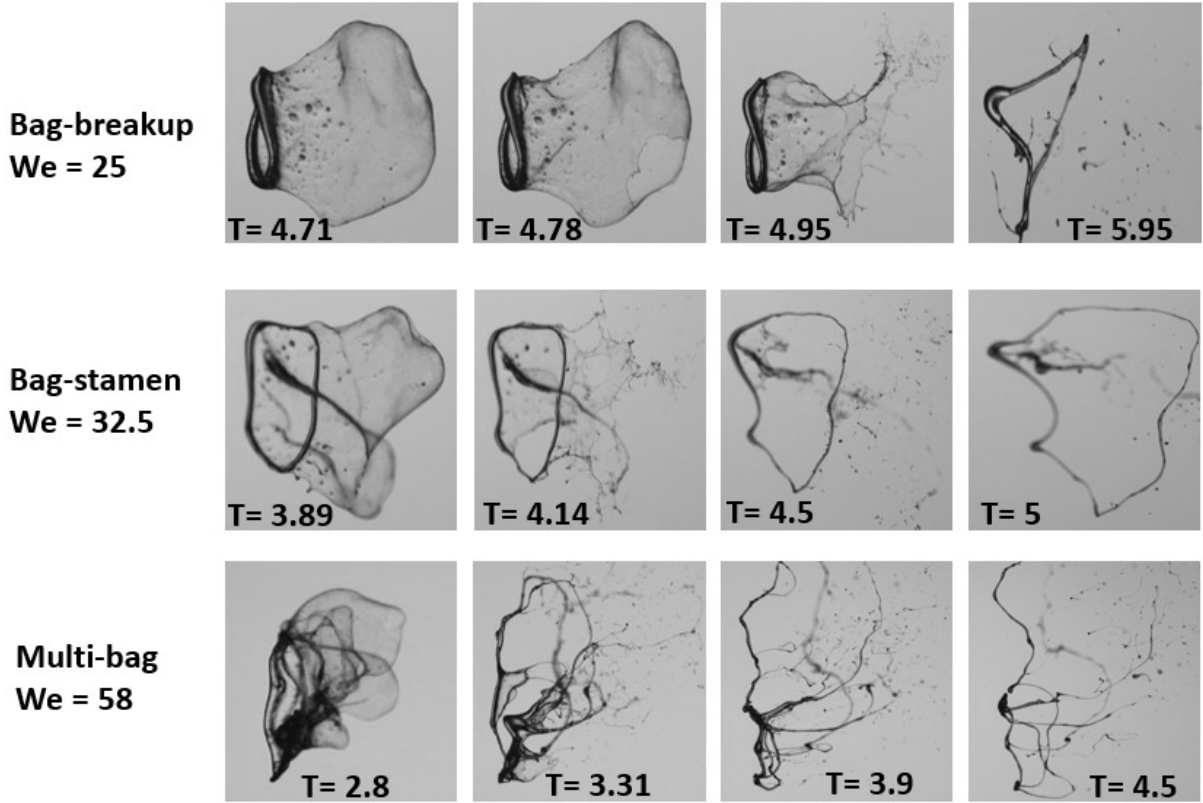 Bag-breakup
We = 25
T= 4.71
T= 4.78
T= 4.95
T= 5.95
Bag-stamen
We = 32.5
T= 3.89
T= 4.14
T= 4.5
T= 5
Multi-bag
We = 58
T= 2.8
T= 3.31
T= 3.9
T= 4.5